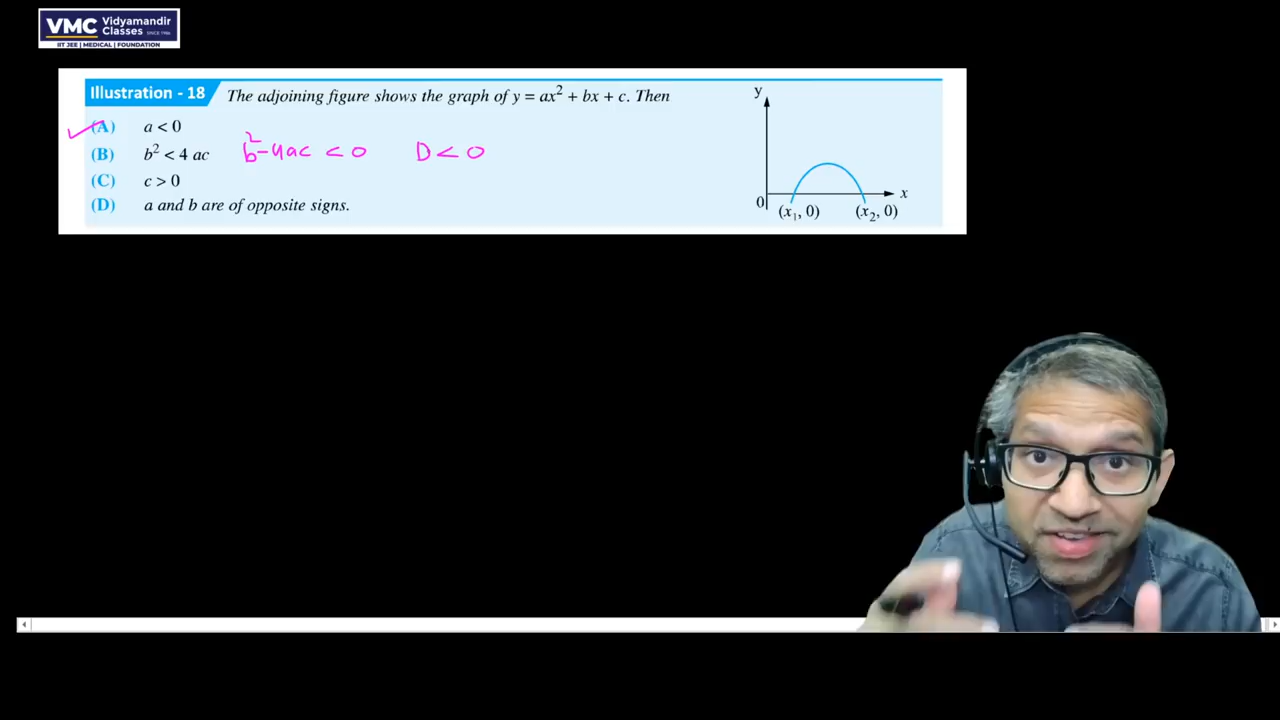 VMC Vidyamandir Classes SINCE 1986
IIT JEE | MEDICAL | FOUNDATION
Illustration - 18 The adjoining figure shows the graph of y = ax² + bx + c. Then
(A) a < 0
(B) b² < 4 ac b²-4ac < 0 D < 0
(C) c > 0
(D) a and b are of opposite signs.
y
0 x
(x₁, 0) (x₂, 0)